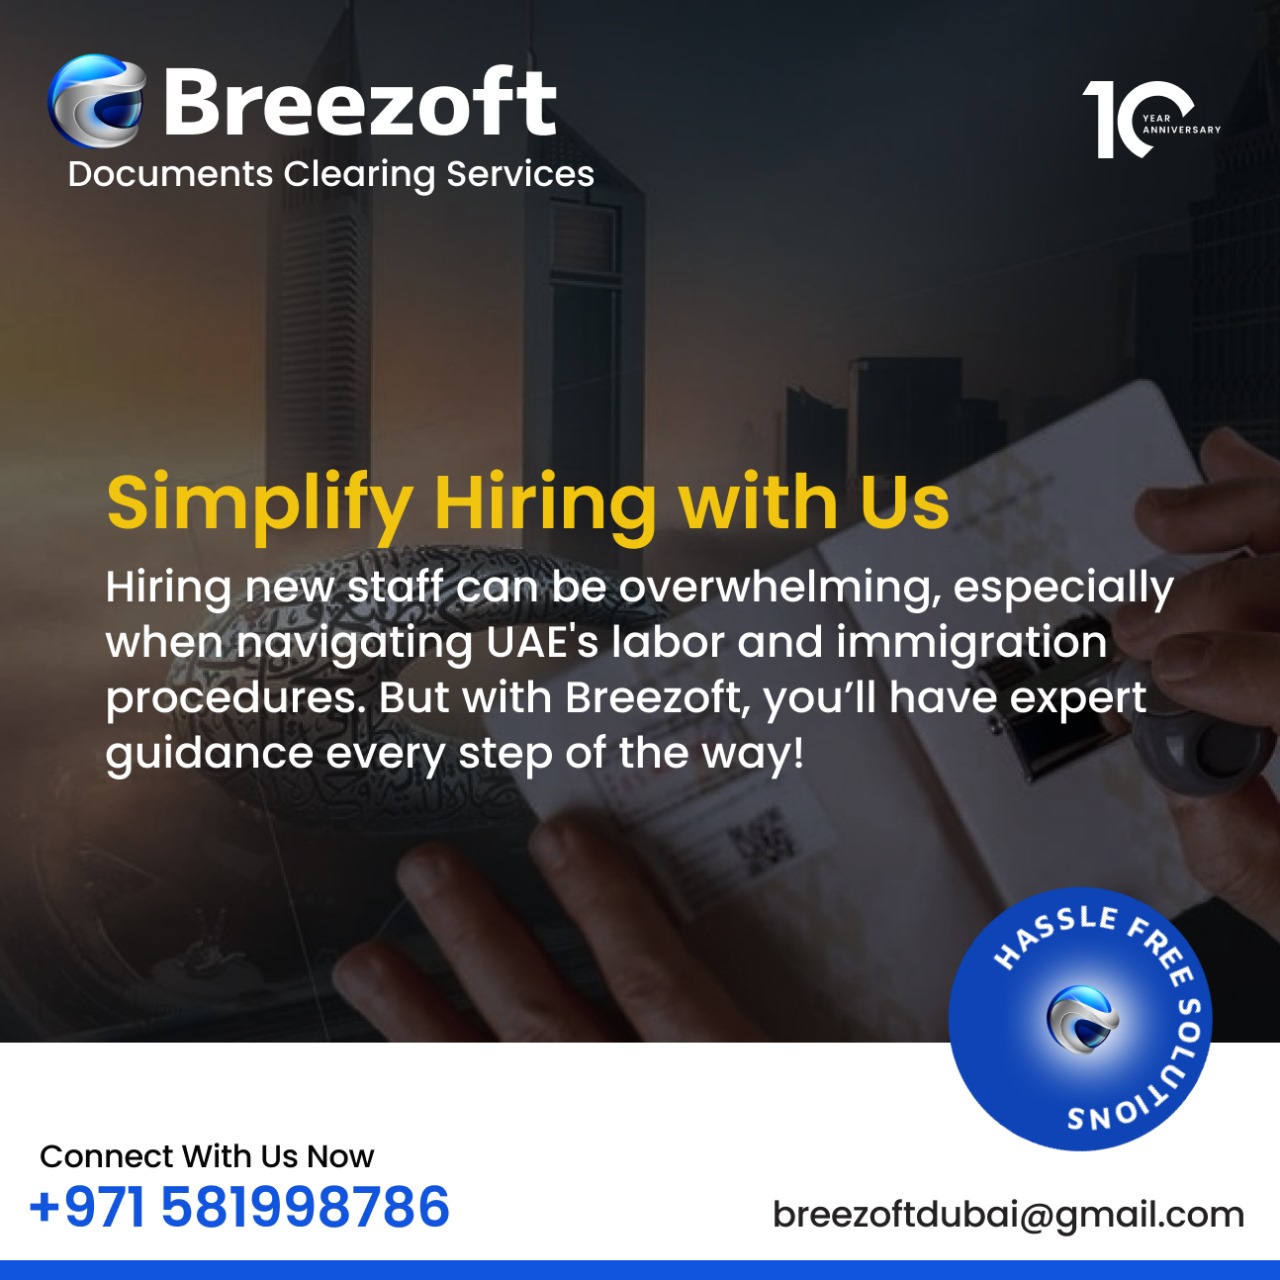 Breezoft
Documents Clearing Services
10
YEAR
ANNIVERSARY
Simplify Hiring with Us
Hiring new staff can be overwhelming, especially
when navigating UAE's labor and immigration
procedures. But with Breezoft, you’ll have expert
guidance every step of the way!
HASSLE FREE SOLUTIONS
Connect With Us Now
+971 581998786
breezoftdubai@gmail.com